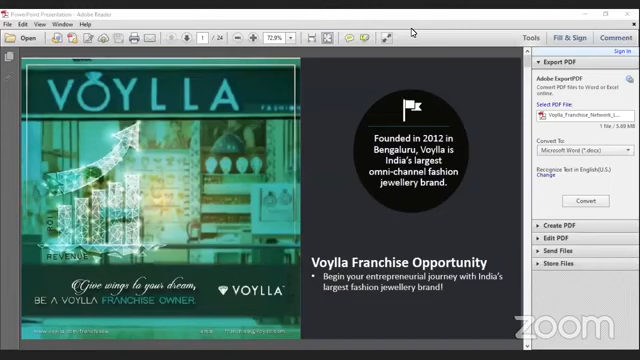 PowerPoint Presentation - Adobe Reader
File Edit View Window Help
Open
1 / 24
72.9%
Tools Fill & Sign Comment
Sign In
Export PDF
Adobe ExportPDF
Convert PDF files to Word or Excel online.
Select PDF File:
Voylla_Franchise_Network_L...
1 file / 5.69 MB
Convert To:
Microsoft Word (*.docx)
Recognize Text in English(U.S.)
Change
Convert
Create PDF
Edit PDF
Send Files
Store Files
VOYLLA
FASHION
ROI
REVENUE
Give wings to your dream,
BE A VOYLLA FRANCHISE OWNER.
VOYLLA
Founded in 2012 in
Bengaluru, Voylla is
India's largest
omni-channel fashion
jewellery brand.
Voylla Franchise Opportunity
• Begin your entrepreneurial journey with India's
largest fashion jewellery brand!
zoom